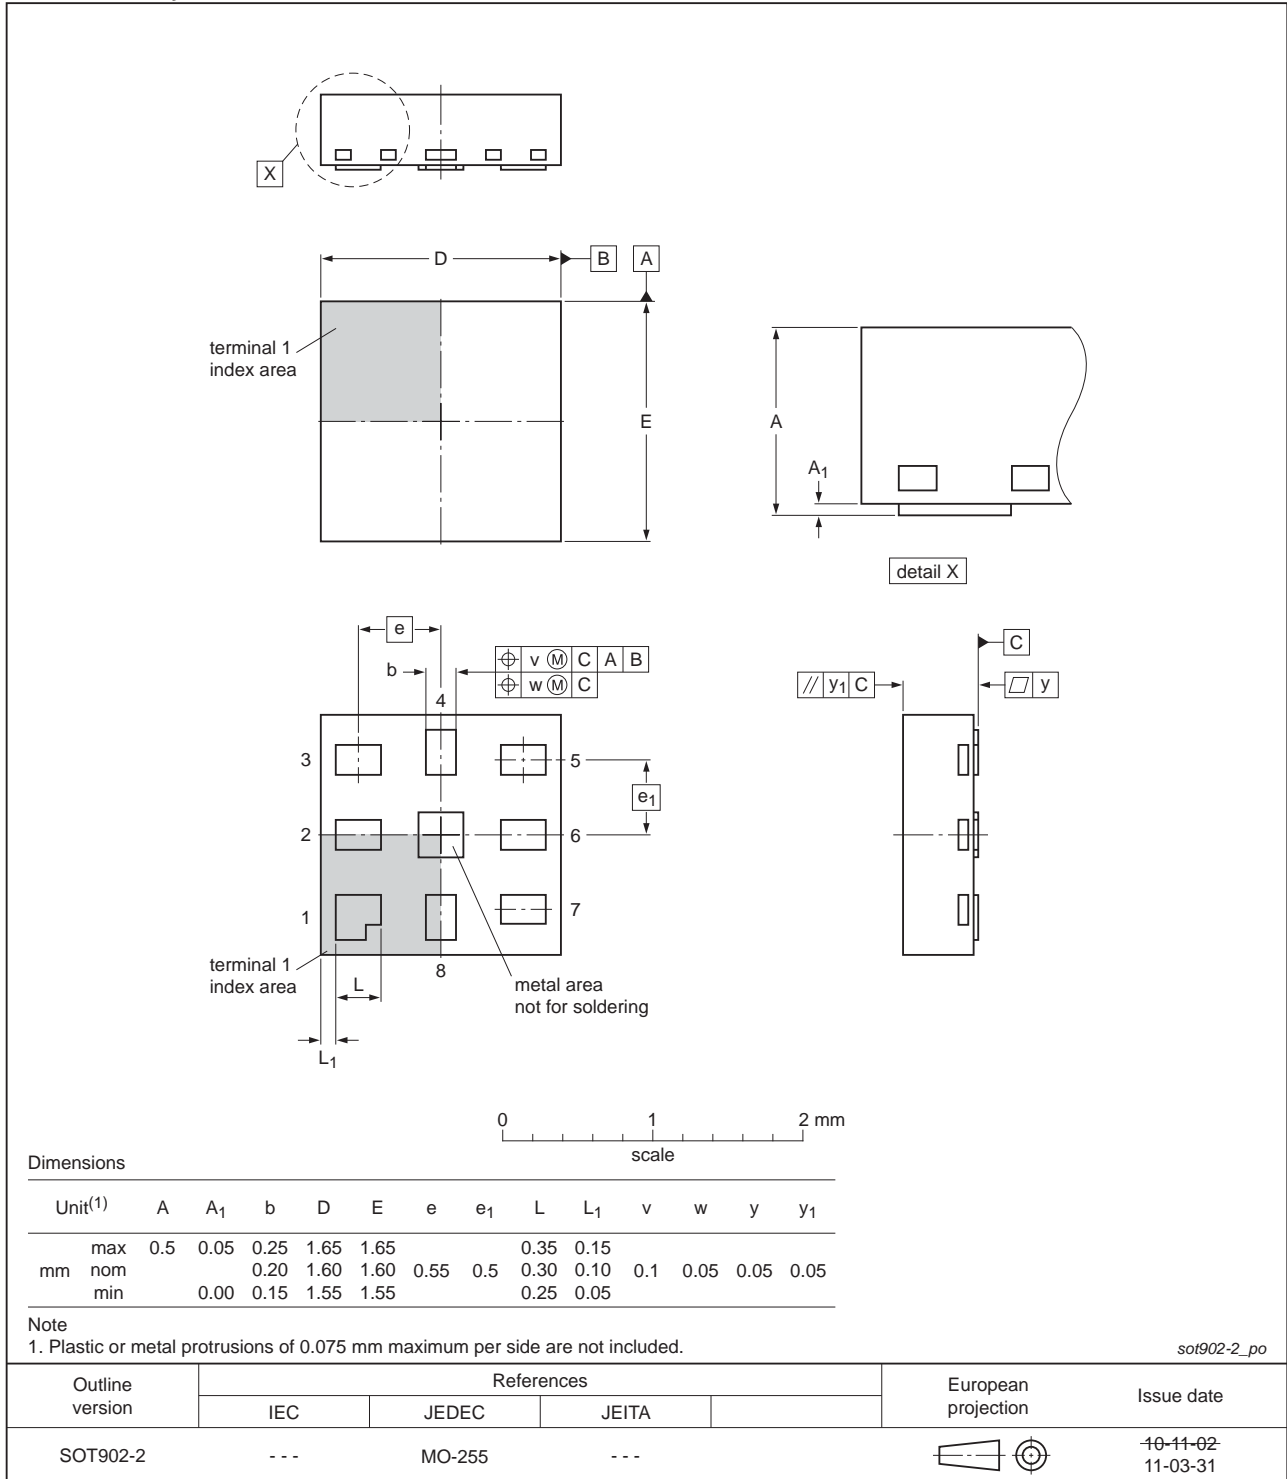 X
D
B
A
terminal 1
index area
E
A
A1
detail X
e
b
v M C A B
w M C
4
C
y1 C
y
3
5
e1
2
6
1
7
terminal 1
index area
8
L
metal area
not for soldering
L1
0 1 2 mm
scale
Dimensions
Unit(1) A A1 b D E e e1 L L1 v w y y1
max 0.5 0.05 0.25 1.65 1.65 0.35 0.15
mm nom 0.20 1.60 1.60 0.55 0.5 0.30 0.10 0.1 0.05 0.05 0.05
min 0.00 0.15 1.55 1.55 0.25 0.05
Note
1. Plastic or metal protrusions of 0.075 mm maximum per side are not included.
sot902-2_po
Outline
version
References
IEC JEDEC JEITA
European
projection
Issue date
SOT902-2 - - - MO-255 - - -
10-11-02
11-03-31